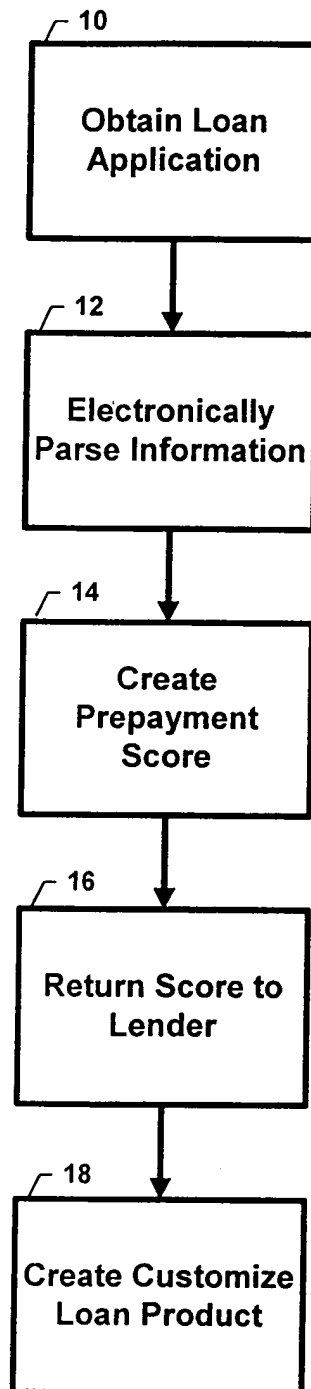 10
Obtain Loan
Application
12
Electronically
Parse Information
14
Create
Prepayment
Score
16
Return Score to
Lender
18
Create Customize
Loan Product